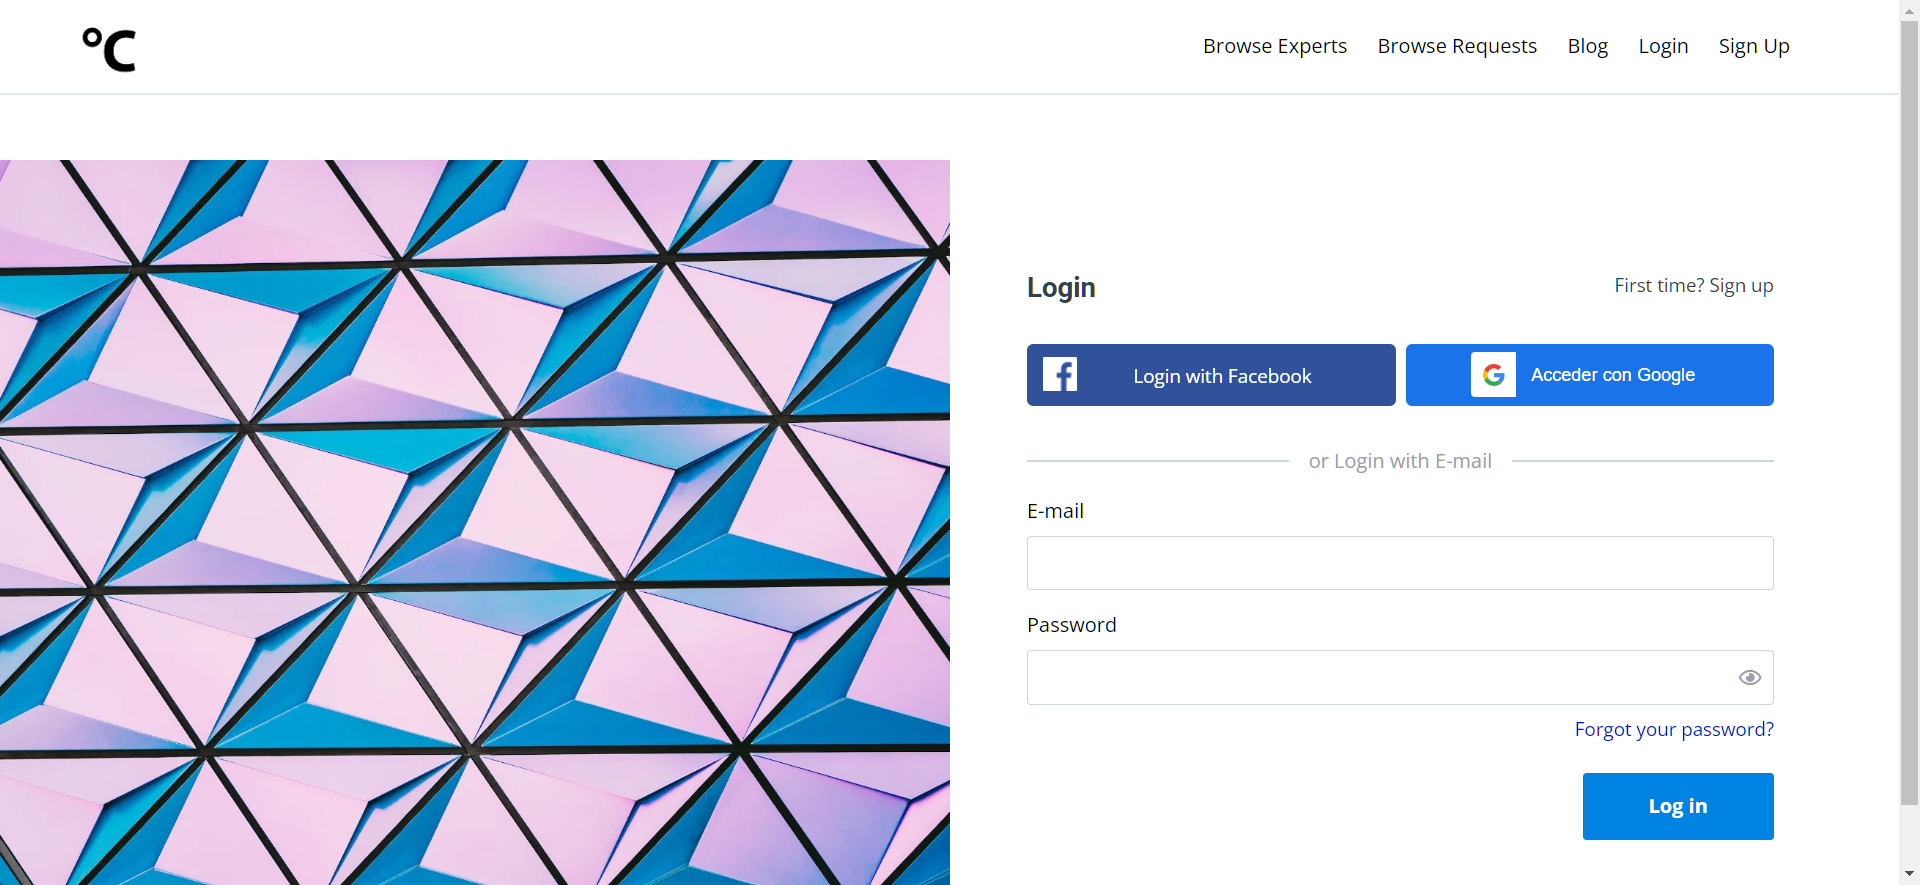 °C
Browse Experts Browse Requests Blog Login Sign Up
Login
First time? Sign up
Login with Facebook
Acceder con Google
or Login with E-mail
E-mail
Password
Forgot your password?
Log in